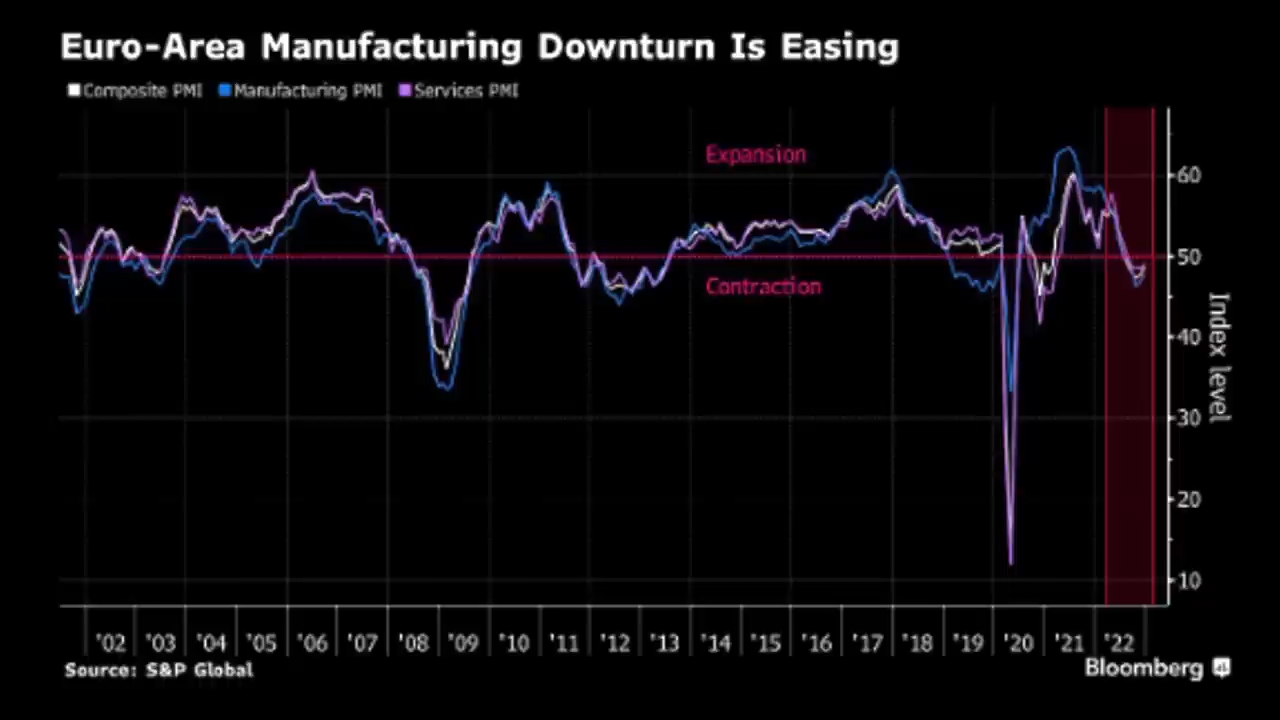 Euro-Area Manufacturing Downturn Is Easing
Composite PMI Manufacturing PMI Services PMI
Expansion
Contraction
60
50
40
30
20
10
Index level
'02 '03 '04 '05 '06 '07 '08 '09 '10 '11 '12 '13 '14 '15 '16 '17 '18 '19 '20 '21 '22
Source: S&P Global
Bloomberg